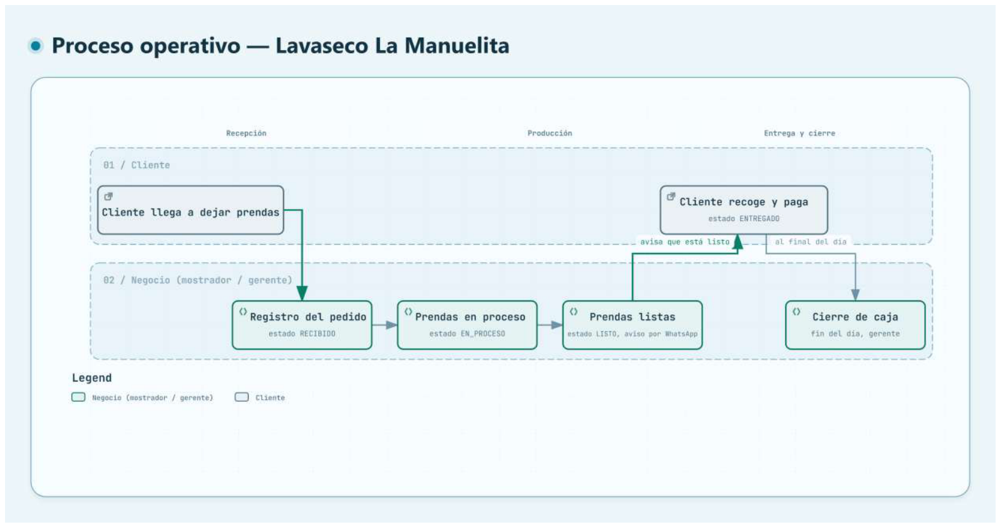 Proceso operativo — Lavaseco La Manuelita
Recepción
Producción
Entrega y cierre
01 / Cliente
Cliente llega a dejar prendas
Cliente recoge y paga
estado ENTREGADO
avisa que está listo
al final del día
02 / Negocio (mostrador / gerente)
Registro del pedido
estado RECIBIDO
Prendas en proceso
estado EN_PROCESO
Prendas listas
estado LISTO, aviso por WhatsApp
Cierre de caja
fin del día, gerente
Legend
Negocio (mostrador / gerente)
Cliente